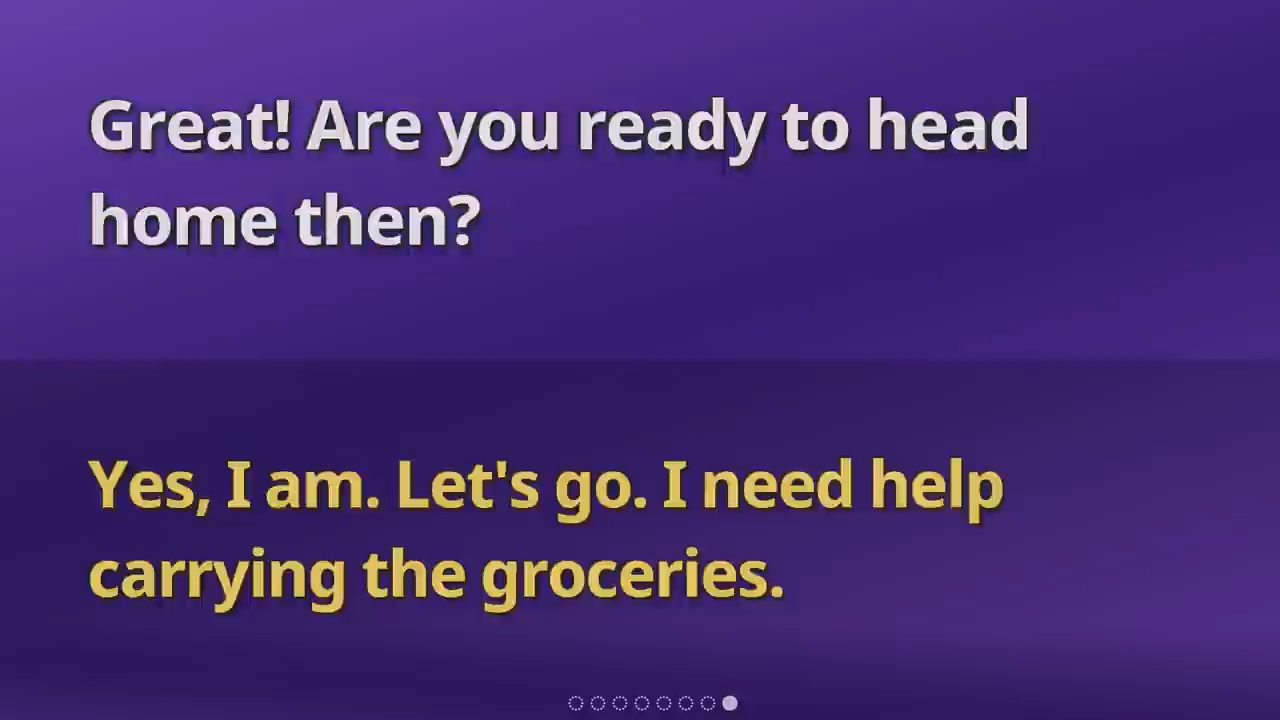 Great! Are you ready to head
home then?
Yes, I am. Let's go. I need help
carrying the groceries.